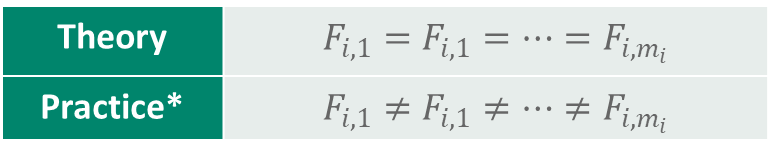 Theory F_{i,1} = F_{i,1} = ⋯ = F_{i,m_i}
Practice* F_{i,1} ≠ F_{i,1} ≠ ⋯ ≠ F_{i,m_i}